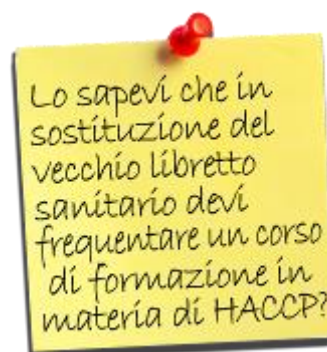 Lo sapevi che in
sostituzione del
vecchio libretto
sanitario devi
frequentare un corso
di formazione in
materia di HACCP?